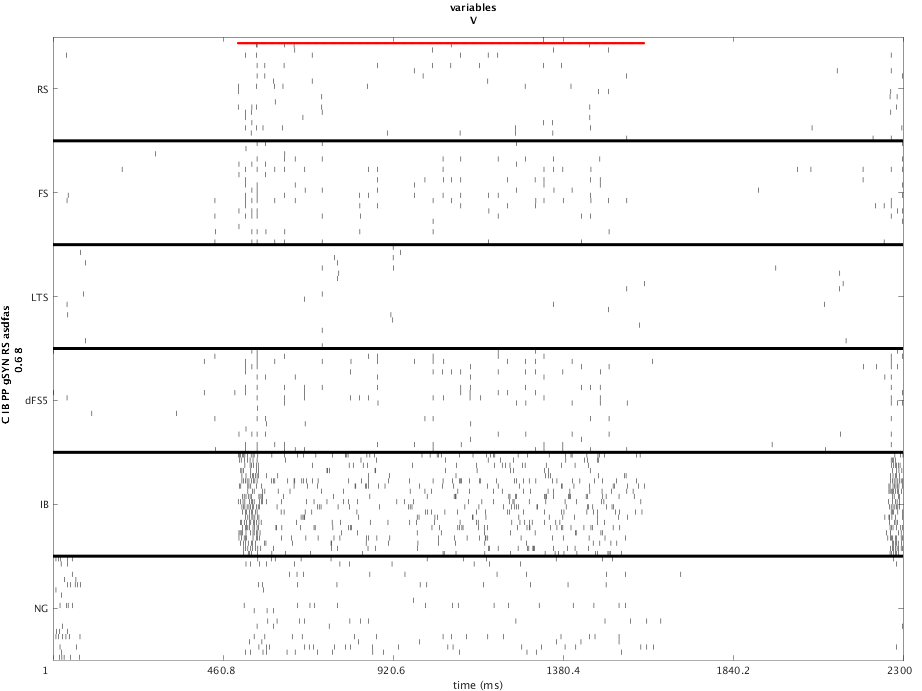 variables
V
RS
FS
LTS
dFS5
IB
NG
C IB PP gSYN RS asdfas
0.6 8
1
460.8
920.6
1380.4
1840.2
2300
time (ms)